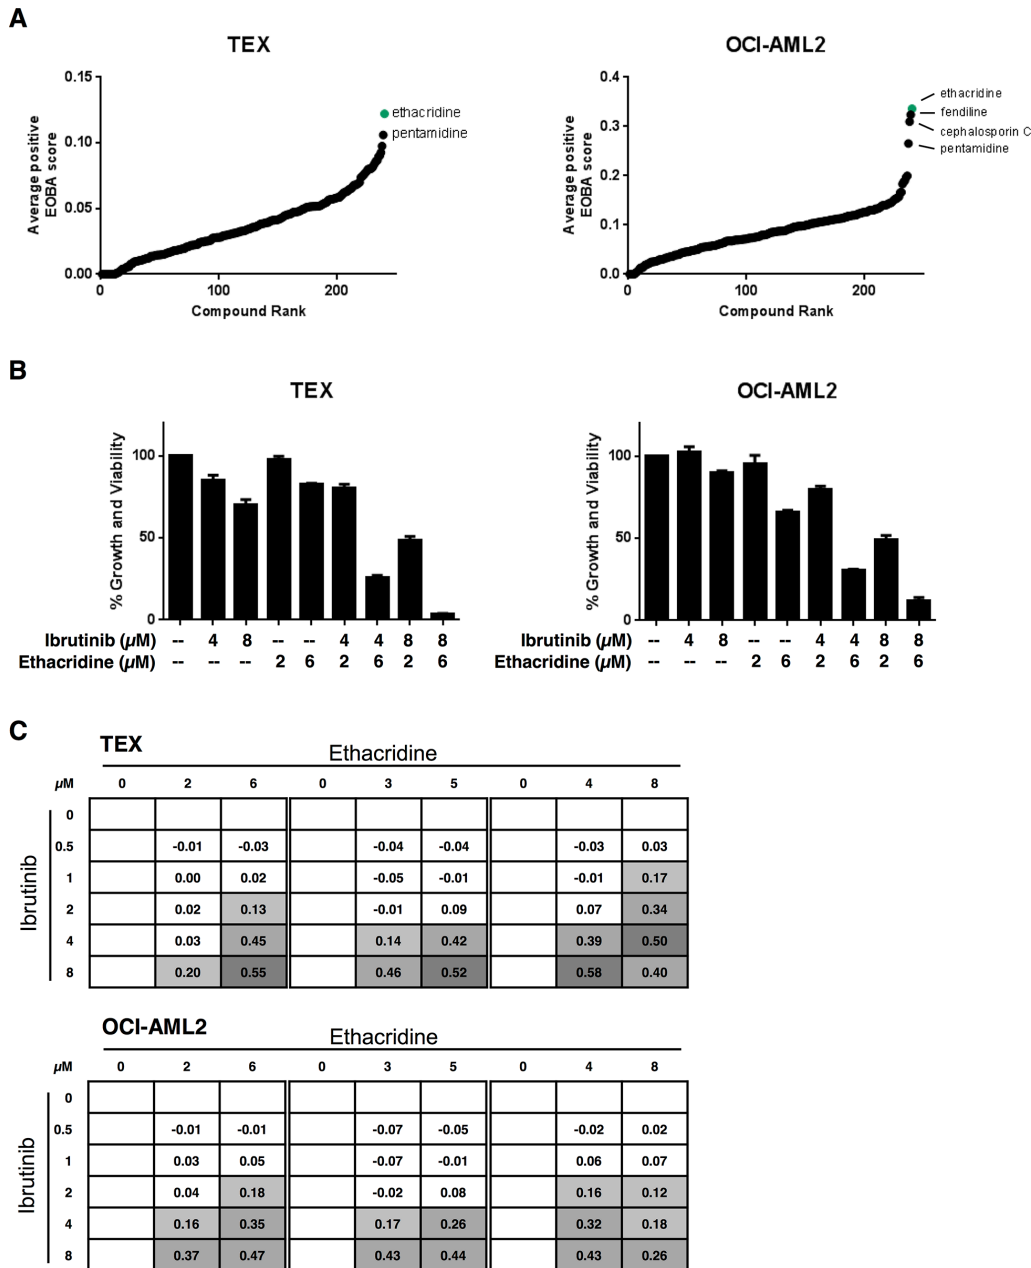 A
TEX
OCI-AML2
Average positive
EOBA score
0.15
0.10
0.05
0.00
0
100
200
Compound Rank
ethacridine
pentamidine
Average positive
EOBA score
0.4
0.3
0.2
0.1
0.0
0
100
200
Compound Rank
ethacridine
fendiline
cephalosporin C
pentamidine
B
TEX
OCI-AML2
% Growth and Viability
100
50
0
Ibrutinib (µM) -- 4 8 -- -- 4 4 8 8
Ethacridine (µM) -- -- -- 2 6 2 6 2 6
% Growth and Viability
100
50
0
Ibrutinib (µM) -- 4 8 -- -- 4 4 8 8
Ethacridine (µM) -- -- -- 2 6 2 6 2 6
C
TEX
Ethacridine
µM 0 2 6 0 3 5 0 4 8
Ibrutinib
0
0.5 -0.01 -0.03 -0.04 -0.04 -0.03 0.03
1 0.00 0.02 -0.05 -0.01 -0.01 0.17
2 0.02 0.13 -0.01 0.09 0.07 0.34
4 0.03 0.45 0.14 0.42 0.39 0.50
8 0.20 0.55 0.46 0.52 0.58 0.40
OCI-AML2
Ethacridine
µM 0 2 6 0 3 5 0 4 8
Ibrutinib
0
0.5 -0.01 -0.01 -0.07 -0.05 -0.02 0.02
1 0.03 0.05 -0.07 -0.01 0.06 0.07
2 0.04 0.18 -0.02 0.08 0.16 0.12
4 0.16 0.35 0.17 0.26 0.32 0.18
8 0.37 0.47 0.43 0.44 0.43 0.26